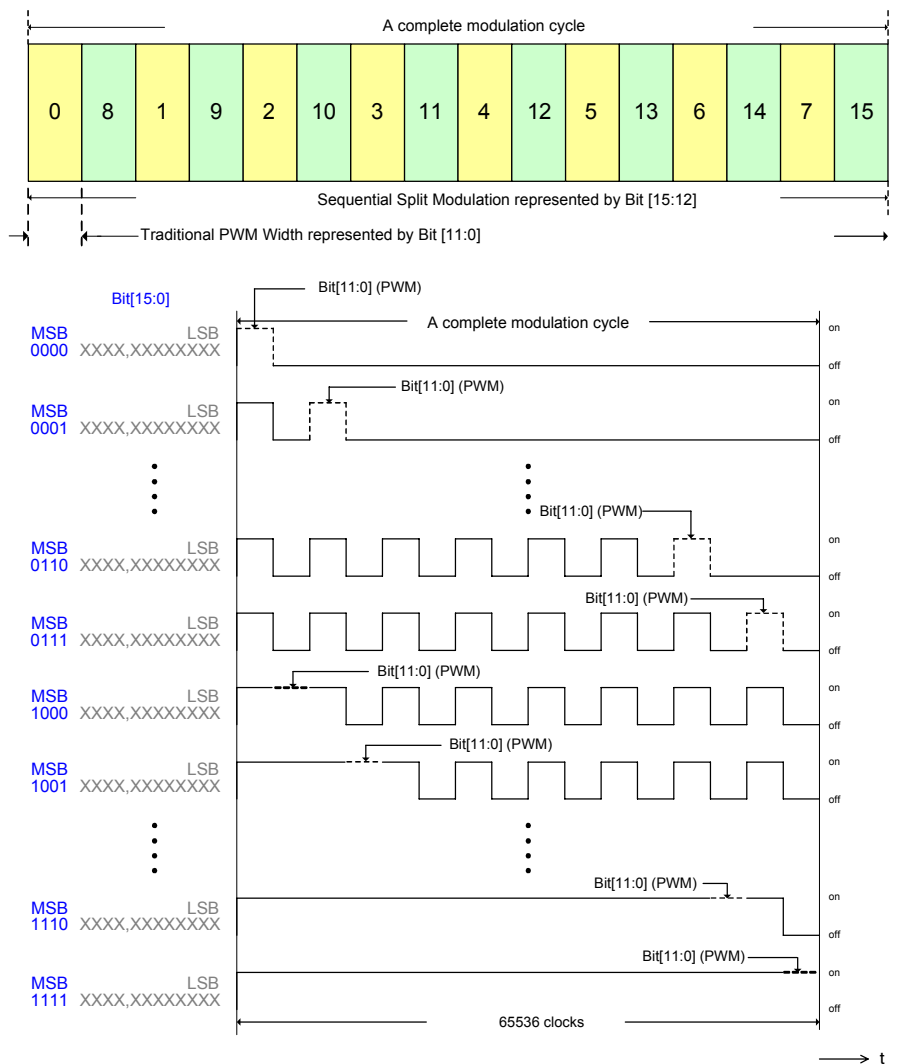 A complete modulation cycle
0 8 1 9 2 10 3 11 4 12 5 13 6 14 7 15
Sequential Split Modulation represented by Bit [15:12]
Traditional PWM Width represented by Bit [11:0]
Bit[15:0]
Bit[11:0] (PWM)
A complete modulation cycle
MSB LSB
0000 XXXX,XXXXXXXX
on
off
Bit[11:0] (PWM)
MSB LSB
0001 XXXX,XXXXXXXX
on
off
Bit[11:0] (PWM)
MSB LSB
0110 XXXX,XXXXXXXX
on
off
Bit[11:0] (PWM)
MSB LSB
0111 XXXX,XXXXXXXX
on
off
Bit[11:0] (PWM)
MSB LSB
1000 XXXX,XXXXXXXX
on
off
Bit[11:0] (PWM)
MSB LSB
1001 XXXX,XXXXXXXX
on
off
Bit[11:0] (PWM)
MSB LSB
1110 XXXX,XXXXXXXX
on
off
Bit[11:0] (PWM)
MSB LSB
1111 XXXX,XXXXXXXX
on
off
65536 clocks
t